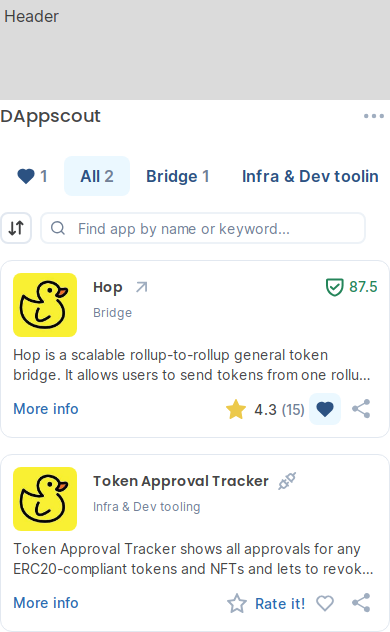 Header
DAppscout
1
All 2
Bridge 1
Infra & Dev toolin
Find app by name or keyword...
Hop
87.5
Bridge
Hop is a scalable rollup-to-rollup general token
bridge. It allows users to send tokens from one rollu...
More info
4.3 (15)
Token Approval Tracker
Infra & Dev tooling
Token Approval Tracker shows all approvals for any
ERC20-compliant tokens and NFTs and lets to revok...
More info
Rate it!